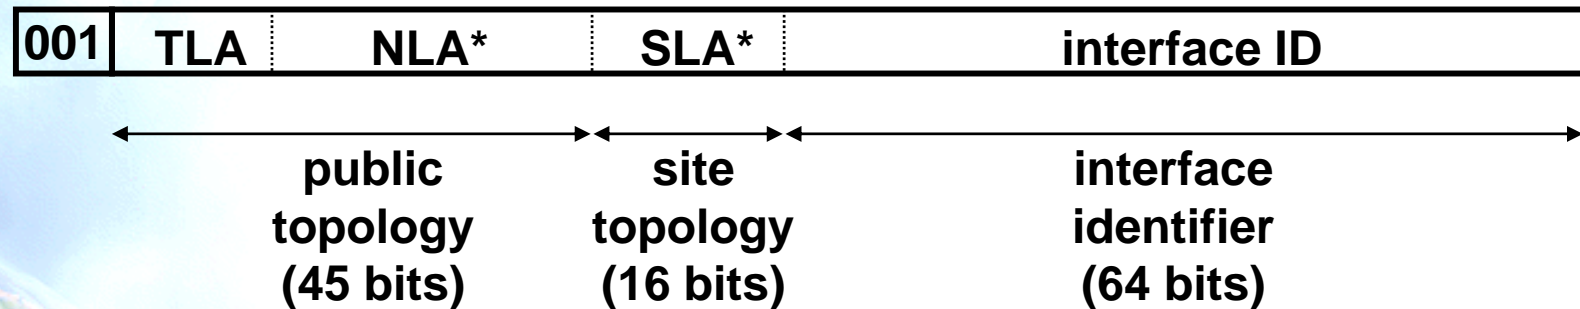 001 TLA NLA* SLA* interface ID
public site interface
topology topology identifier
(45 bits) (16 bits) (64 bits)